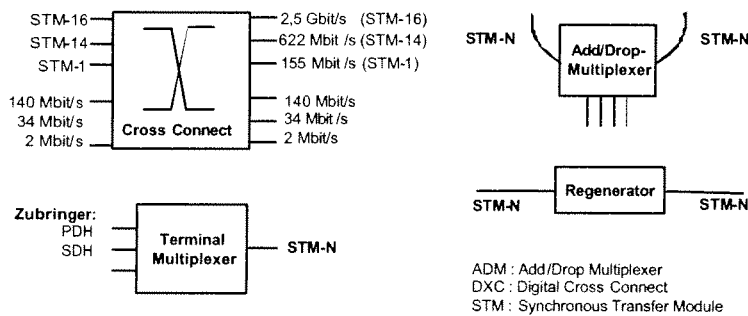 STM-16
STM-14
STM-1
140 Mbit/s
34 Mbit/s
2 Mbit/s
Cross Connect
2,5 Gbit/s (STM-16)
622 Mbit /s (STM-14)
155 Mbit /s (STM-1)
140 Mbit/s
34 Mbit /s
2 Mbit/s
STM-N
Add/Drop-
Multiplexer
STM-N
Regenerator
STM-N
STM-N
Zubringer:
PDH
SDH
Terminal
Multiplexer
STM-N
ADM : Add/Drop Multiplexer
DXC : Digital Cross Connect
STM : Synchronous Transfer Module